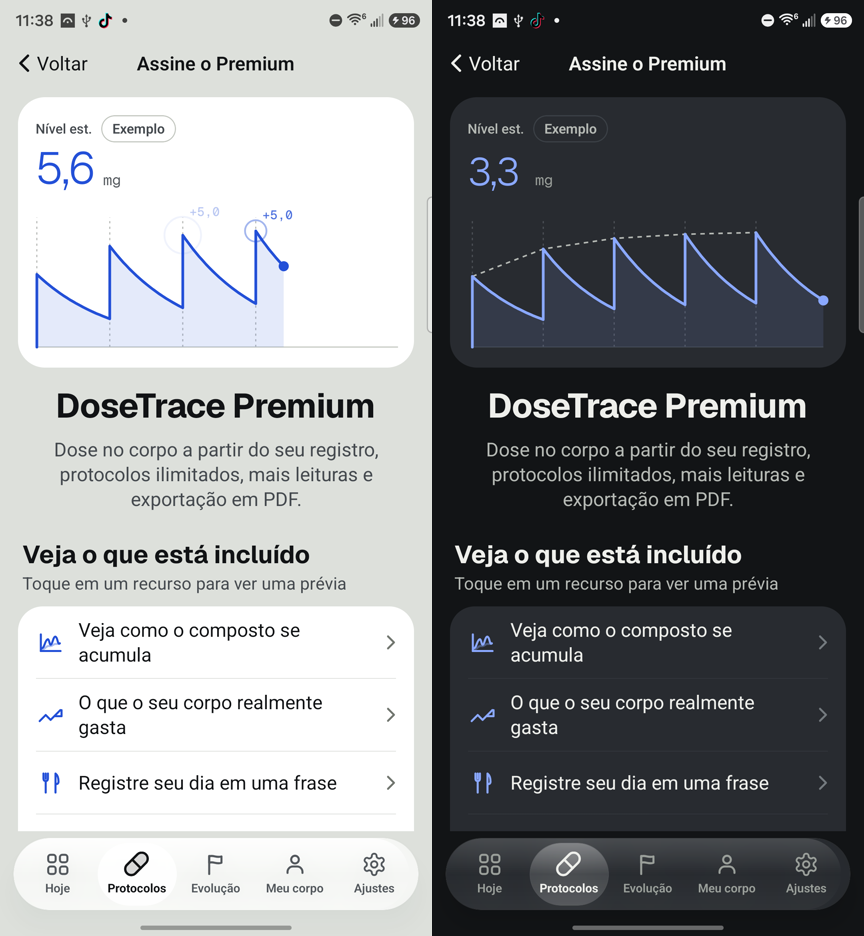 11:38
96
Voltar
Assine o Premium
Nível est.
Exemplo
5,6 mg
+5,0
+5,0
DoseTrace Premium
Dose no corpo a partir do seu registro,
protocolos ilimitados, mais leituras e
exportação em PDF.
Veja o que está incluído
Toque em um recurso para ver uma prévia
Veja como o composto se
acumula
O que o seu corpo realmente
gasta
Registre seu dia em uma frase
Hoje
Protocolos
Evolução
Meu corpo
Ajustes
11:38
96
Voltar
Assine o Premium
Nível est.
Exemplo
3,3 mg
DoseTrace Premium
Dose no corpo a partir do seu registro,
protocolos ilimitados, mais leituras e
exportação em PDF.
Veja o que está incluído
Toque em um recurso para ver uma prévia
Veja como o composto se
acumula
O que o seu corpo realmente
gasta
Registre seu dia em uma frase
Hoje
Protocolos
Evolução
Meu corpo
Ajustes